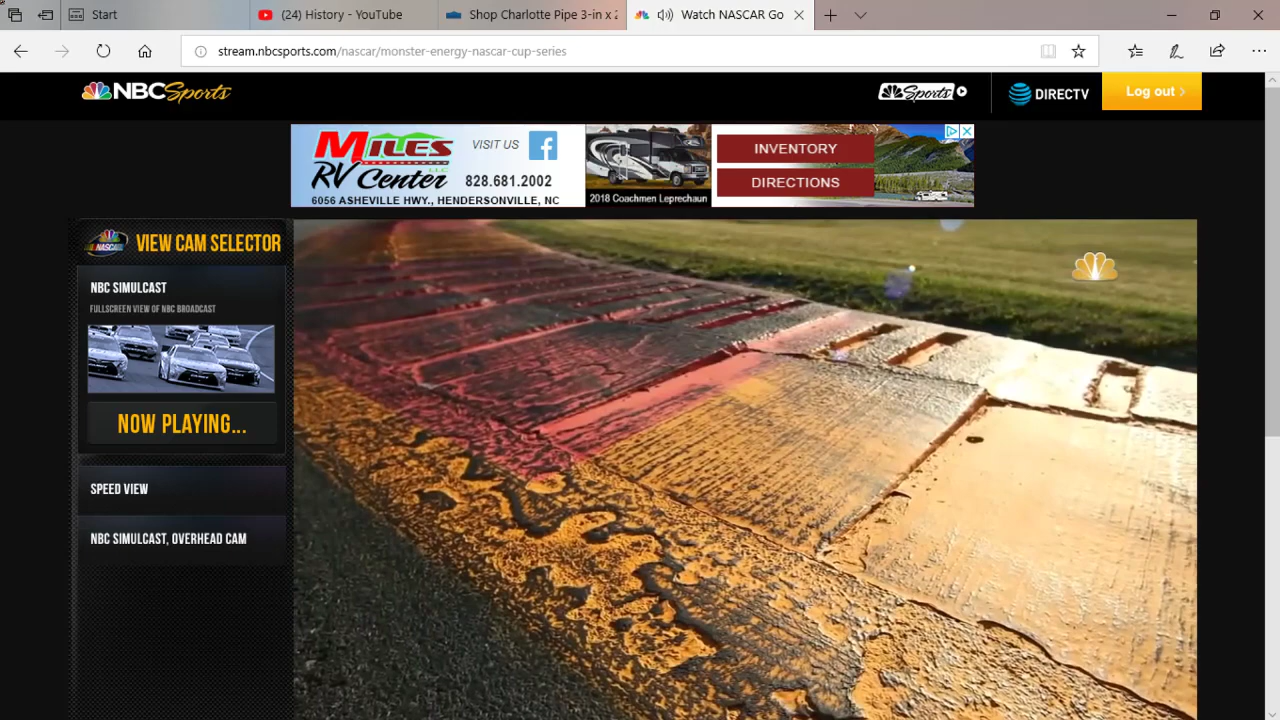 Start
(24) History - YouTube
Shop Charlotte Pipe 3-in x 2
Watch NASCAR Go
stream.nbcsports.com/nascar/monster-energy-nascar-cup-series
NBC Sports
Sports
DIRECTV
Log out
MILES
RV Center
VISIT US
828.681.2002
6056 ASHEVILLE HWY., HENDERSONVILLE, NC
2018 Coachmen Leprechaun
INVENTORY
DIRECTIONS
NASCAR
VIEW CAM SELECTOR
NBC SIMULCAST
FULLSCREEN VIEW OF NBC BROADCAST
NOW PLAYING...
SPEED VIEW
NBC SIMULCAST, OVERHEAD CAM